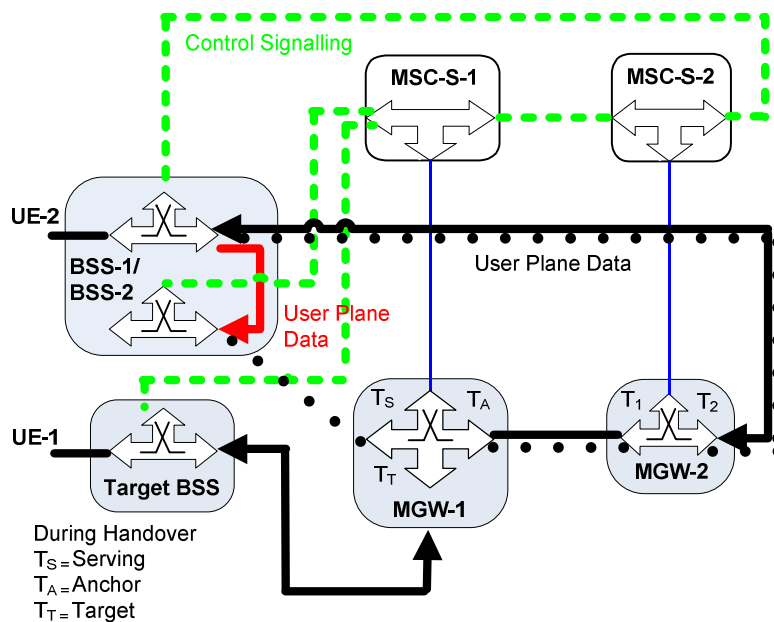 Control Signalling
MSC-S-1
MSC-S-2
UE-2
BSS-1/
BSS-2
User Plane Data
User Plane
Data
TS
TA
T1
T2
UE-1
TT
MGW-2
Target BSS
MGW-1
During Handover
TS = Serving
TA = Anchor
TT = Target